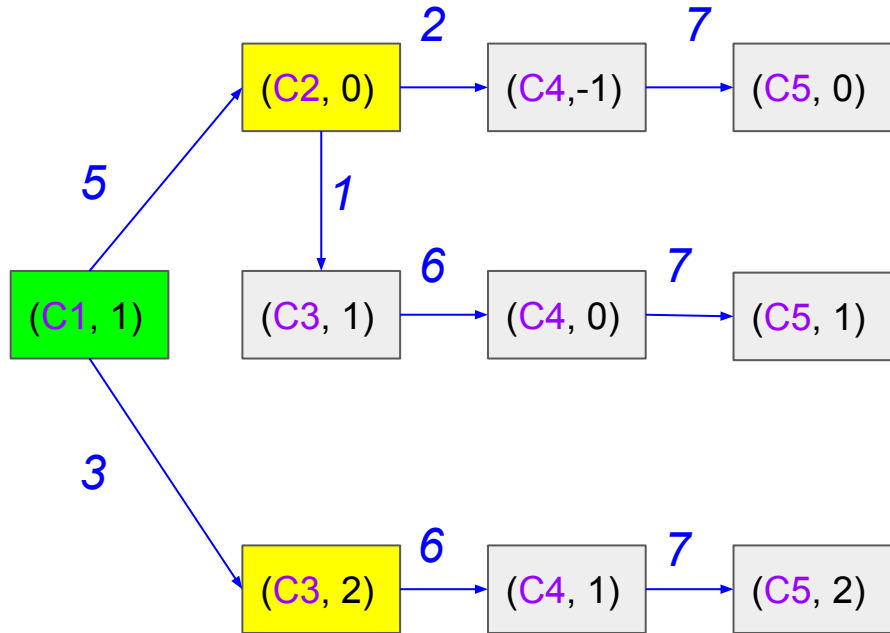 2
7
(C2, 0)
(C4,-1)
(C5, 0)
5
1
6
7
(C1, 1)
(C3, 1)
(C4, 0)
(C5, 1)
3
6
7
(C3, 2)
(C4, 1)
(C5, 2)